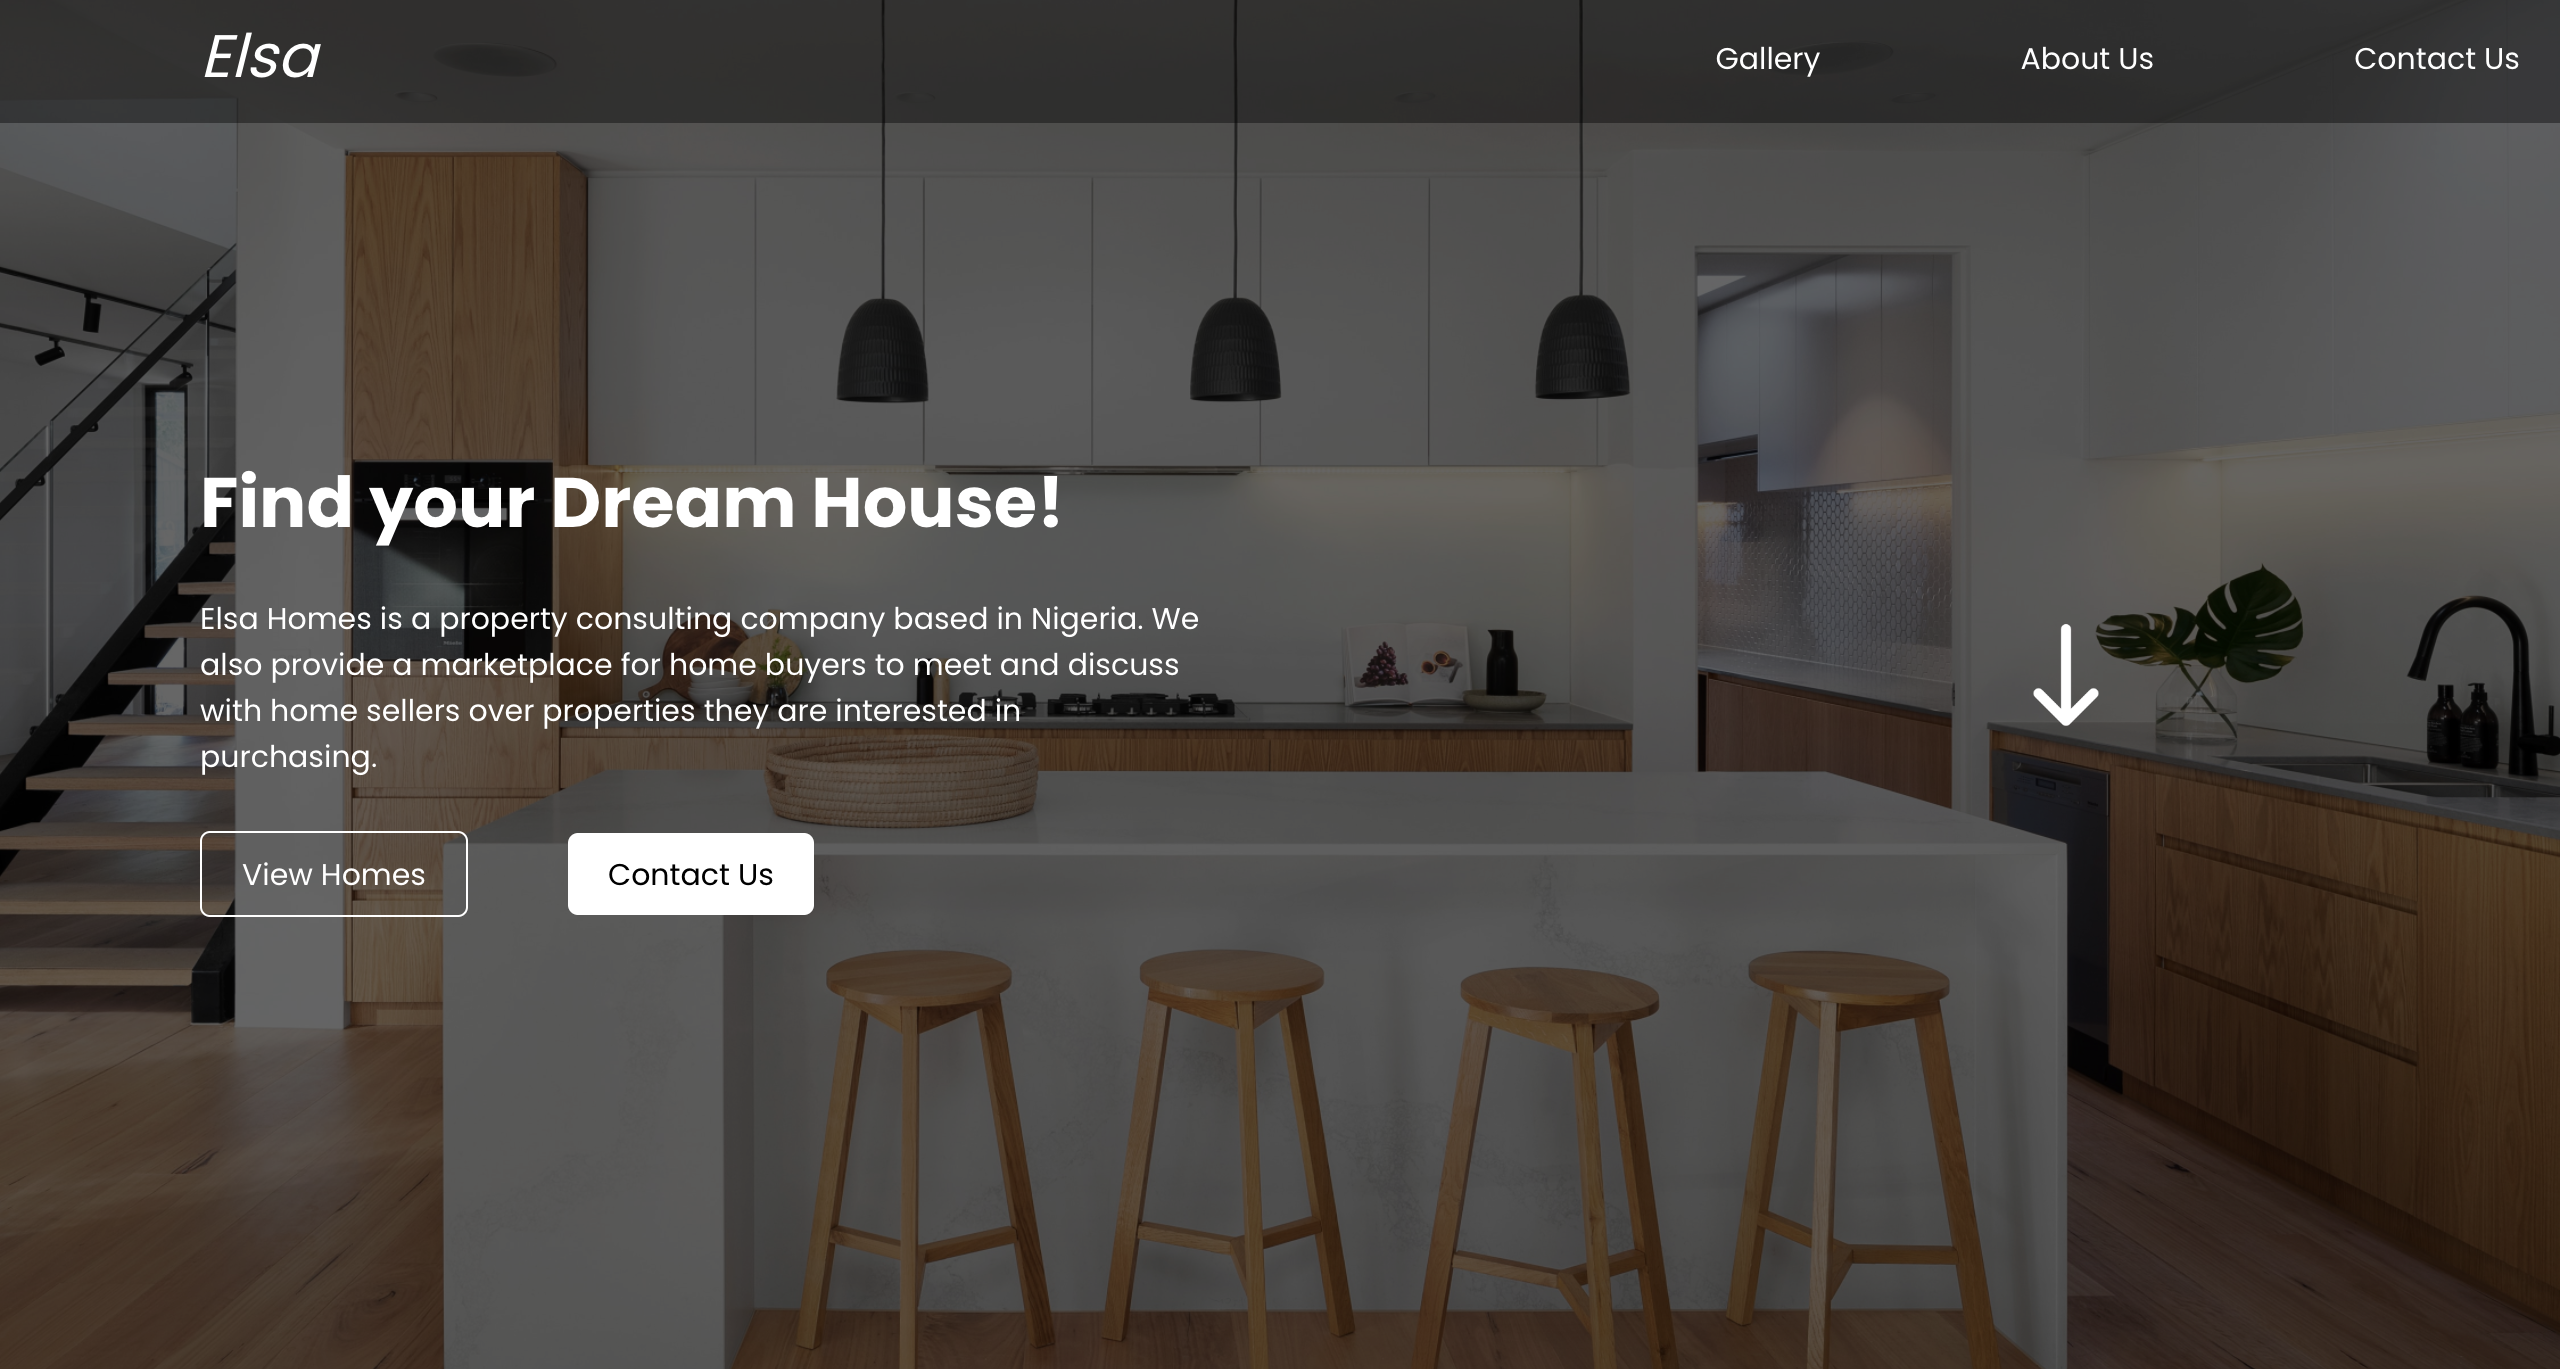 Elsa
Gallery
About Us
Contact Us
Find your Dream House!
Elsa Homes is a property consulting company based in Nigeria. We
also provide a marketplace for home buyers to meet and discuss
with home sellers over properties they are interested in
purchasing.
View Homes
Contact Us